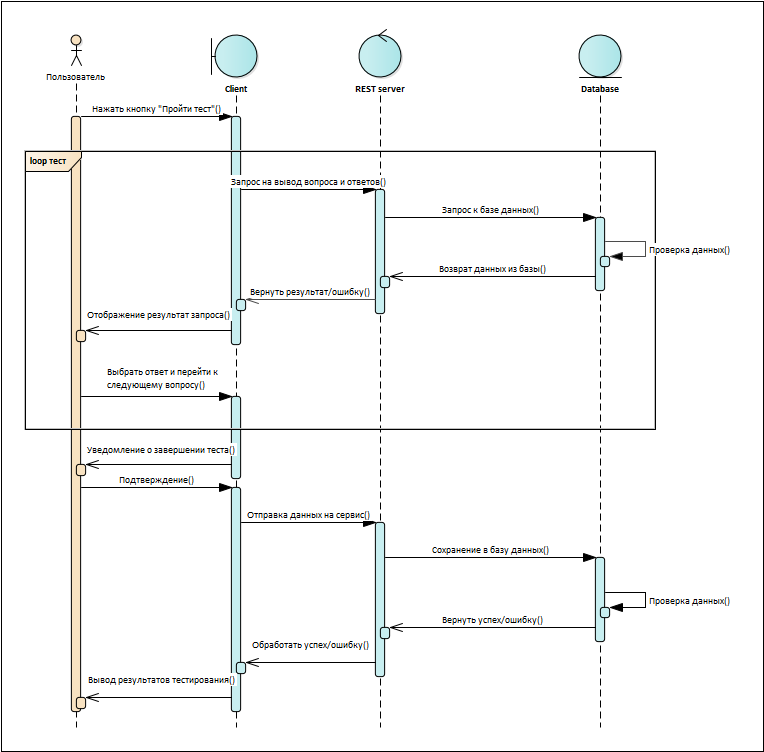 Пользователь
Client
REST server
Database
Нажать кнопку "Пройти тест"()
loop тест
Запрос на вывод вопроса и ответов()
Запрос к базе данных()
Проверка данных()
Возврат данных из базы()
Вернуть результат/ошибку()
Отображение результат запроса()
Выбрать ответ и перейти к
следующему вопросу()
Уведомление о завершении теста()
Подтверждение()
Отправка данных на сервис()
Сохранение в базу данных()
Проверка данных()
Вернуть успех/ошибку()
Обработать успех/ошибку()
Вывод результатов тестирования()